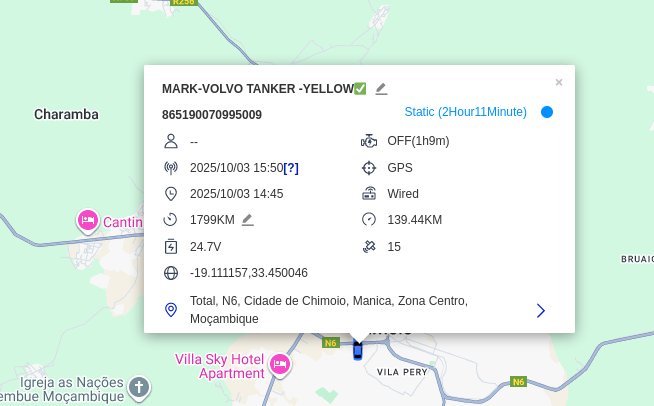 R256
MARK-VOLVO TANKER -YELLOW✅
×
865190070995009
Static (2Hour11Minute)
Charamba
--
OFF(1h9m)
2025/10/03 15:50[?]
GPS
2025/10/03 14:45
Wired
1799KM
139.44KM
Cantin
24.7V
15
BRUAIO
-19.111157,33.450046
Total, N6, Cidade de Chimoio, Manica, Zona Centro,
Moçambique
N6
Villa Sky Hotel
Apartment
VILA PERY
N6
Igreja as Nações
embue Moçambique